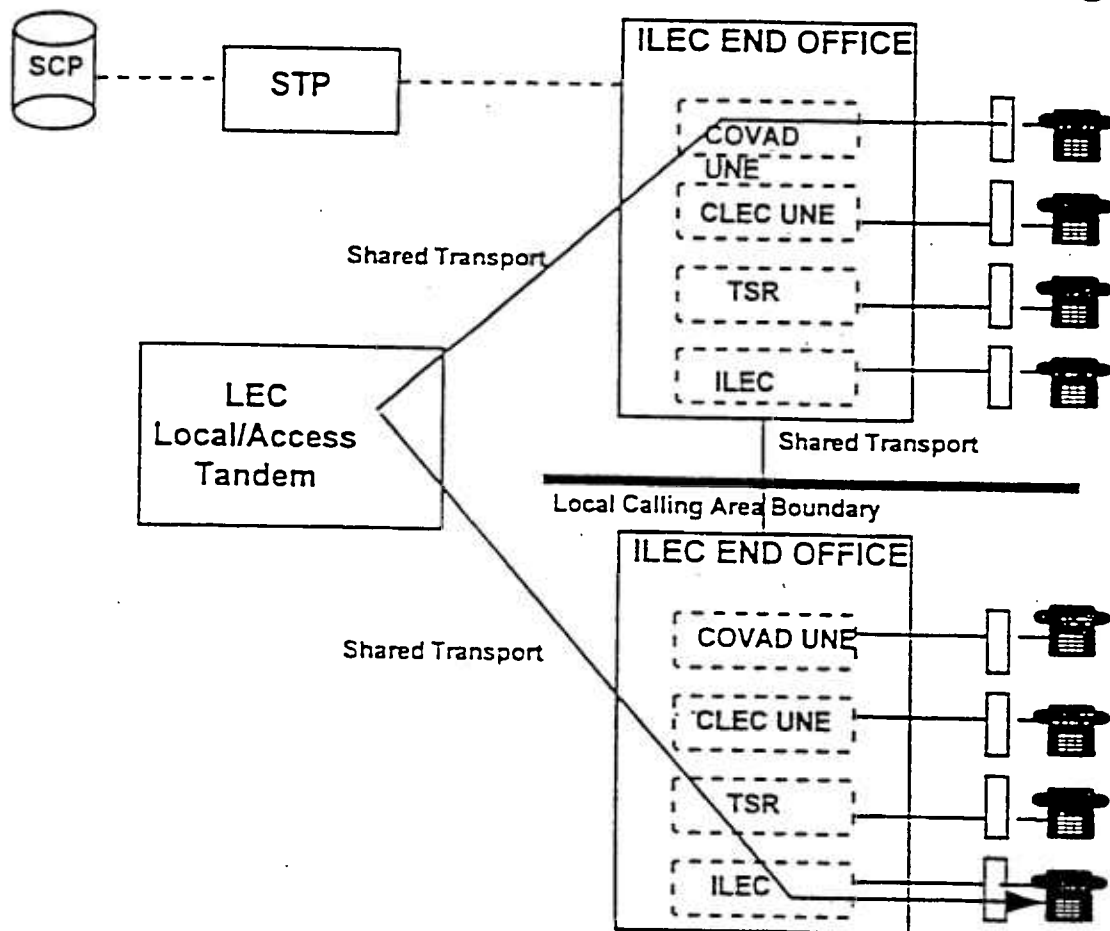 ILEC END OFFICE
SCP
STP
COVAD
UNE
CLEC UNE
Shared Transport
TSR
ILEC
LEC
Local/Access
Tandem
Shared Transport
Local Calling Area Boundary
ILEC END OFFICE
COVAD UNE
Shared Transport
CLEC UNE
TSR
ILEC